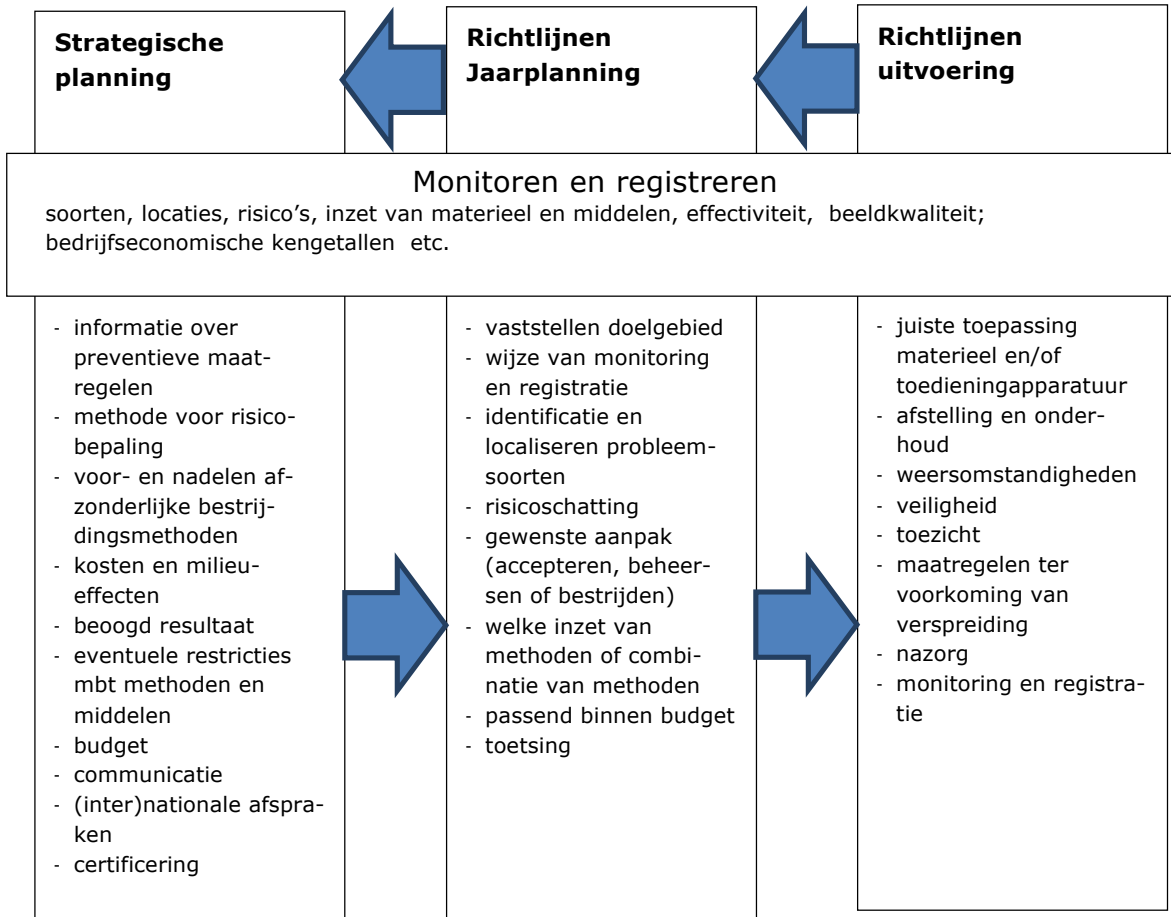 Strategische
planning
Richtlijnen
Jaarplanning
Richtlijnen
uitvoering
Monitoren en registreren
soorten, locaties, risico’s, inzet van materieel en middelen, effectiviteit,  beeldkwaliteit;
bedrijfseconomische kengetallen  etc.
- informatie over
preventieve maat-
regelen
- methode voor risico-
bepaling
- voor- en nadelen af-
zonderlijke bestrij-
dingsmethoden
- kosten en milieu-
effecten
- beoogd resultaat
- eventuele restricties
mbt methoden en
middelen
- budget
- communicatie
- (inter)nationale afspra-
ken
- certificering
- vaststellen doelgebied
- wijze van monitoring
en registratie
- identificatie en
localiseren probleem-
soorten
- risicoschatting
- gewenste aanpak
(accepteren, beheer-
sen of bestrijden)
- welke inzet van
methoden of combi-
natie van methoden
- passend binnen budget
- toetsing
- juiste toepassing
materieel en/of
toedieningapparatuur
- afstelling en onder-
houd
- weersomstandigheden
- veiligheid
- toezicht
- maatregelen ter
voorkoming van
verspreiding
- nazorg
- monitoring en registra-
tie